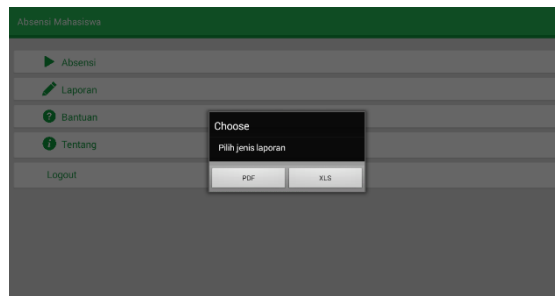 Absensi Mahasiswa
Absensi
Laporan
Bantuan
Tentang
Logout
Choose
Pilih jenis laporan
PDF XLS